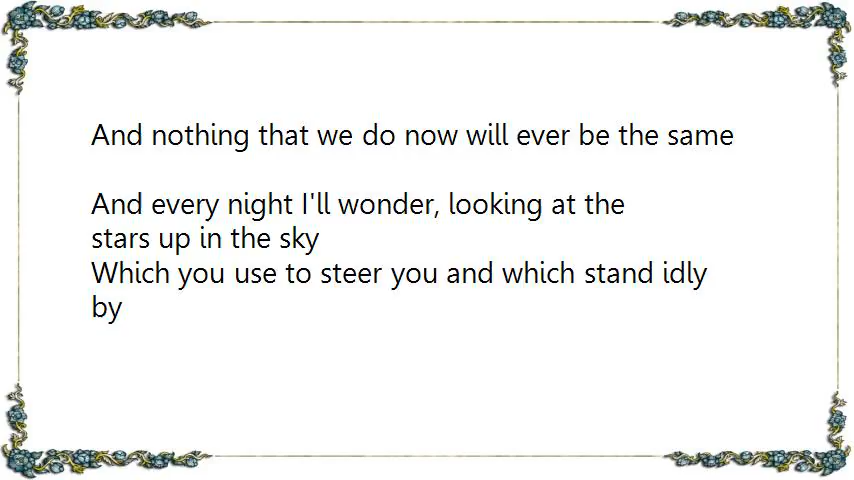 And nothing that we do now will ever be the same
And every night I'll wonder, looking at the
stars up in the sky
Which you use to steer you and which stand idly
by